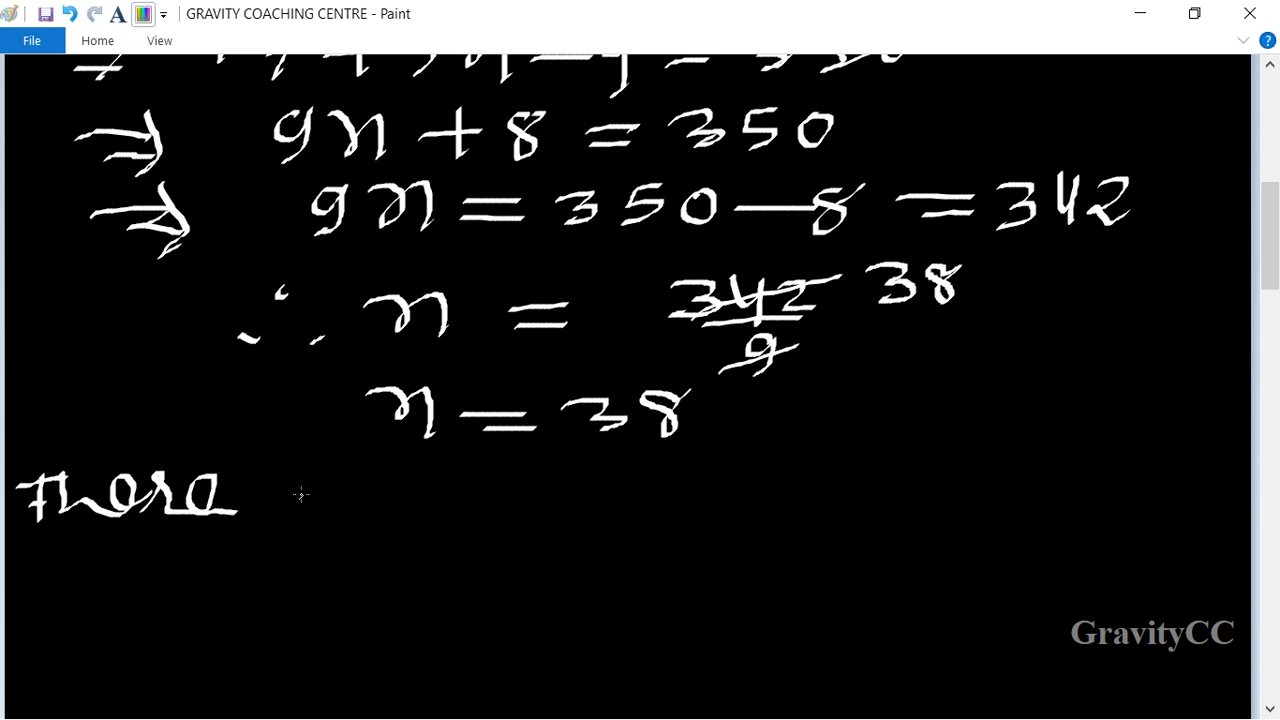 GRAVITY COACHING CENTRE - Paint
File Home View
⇒ 9n + 8 = 350
⇒ 9n = 350 - 8 = 342
∴ n = 342/9 38
n = 38
There
GravityCC